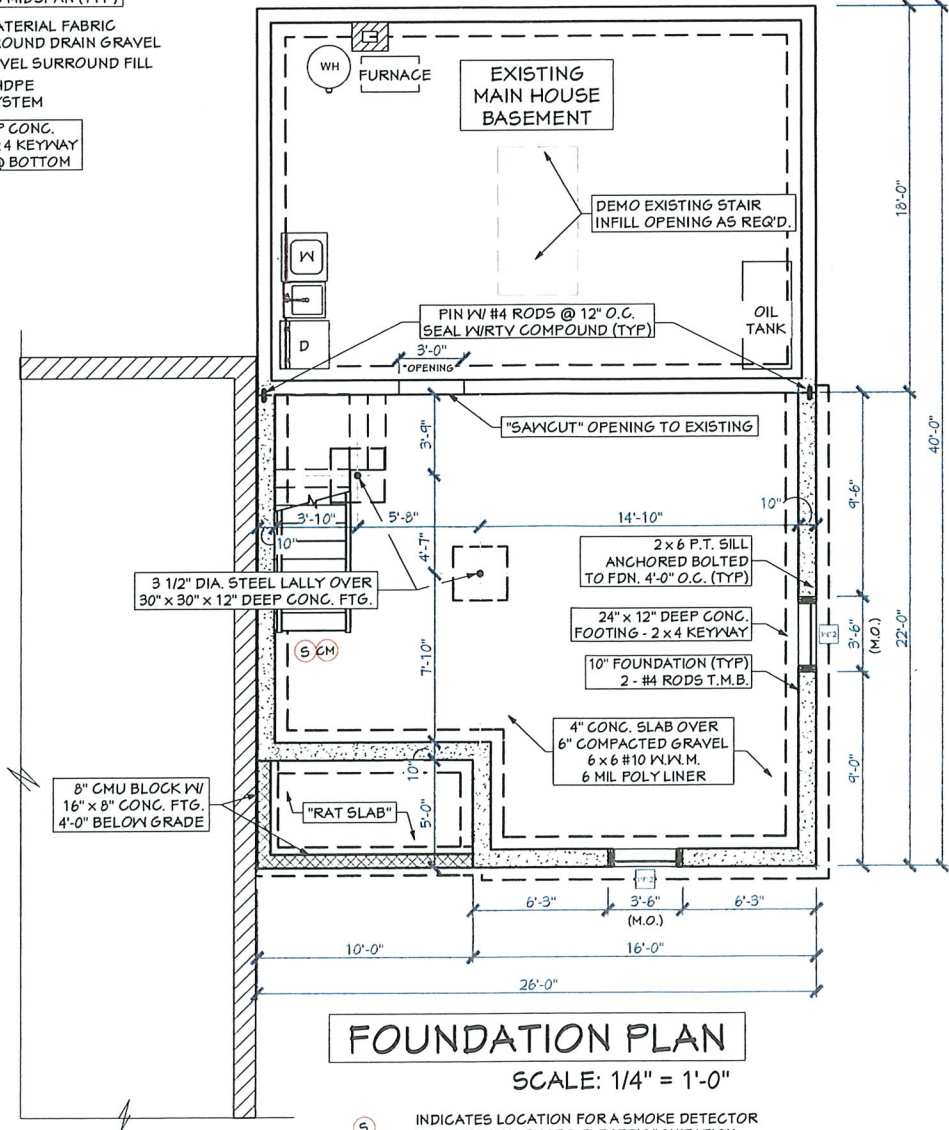 MIDSPAN (TYP)
ATERIAL FABRIC
ROUND DRAIN GRAVEL
VEL SURROUND FILL
HDPE
YSTEM
P CONC.
x 4 KEYWAY
@ BOTTOM
WH
FURNACE
EXISTING
MAIN HOUSE
BASEMENT
DEMO EXISTING STAIR
INFILL OPENING AS REQ'D.
W
D
OIL
TANK
PIN W/ #4 RODS @ 12" O.C.
SEAL W/RTV COMPOUND (TYP)
3'-0"
"OPENING
"SAWCUT" OPENING TO EXISTING
18'-0"
40'-0"
22'-0"
9'-6"
3'-6"
(M.O.)
9'-0"
3'-9"
4'-7"
7'-10"
5'-0"
3'-10"
5'-8"
14'-10"
10"
10"
10"
3 1/2" DIA. STEEL LALLY OVER
30" x 30" x 12" DEEP CONC. FTG.
S CM
2 x 6 P.T. SILL
ANCHORED BOLTED
TO FDN. 4'-0" O.C. (TYP)
24" x 12" DEEP CONC.
FOOTING - 2 x 4 KEYWAY
10" FOUNDATION (TYP)
2 - #4 RODS T.M.B.
4" CONC. SLAB OVER
6" COMPACTED GRAVEL
6 x 6 #10 W.W.M.
6 MIL POLY LINER
8" CMU BLOCK W/
16" x 8" CONC. FTG.
4'-0" BELOW GRADE
"RAT SLAB"
6'-3"
3'-6"
6'-3"
(M.O.)
10'-0"
16'-0"
26'-0"
FOUNDATION PLAN
SCALE: 1/4" = 1'-0"
S
INDICATES LOCATION FOR A SMOKE DETECTOR